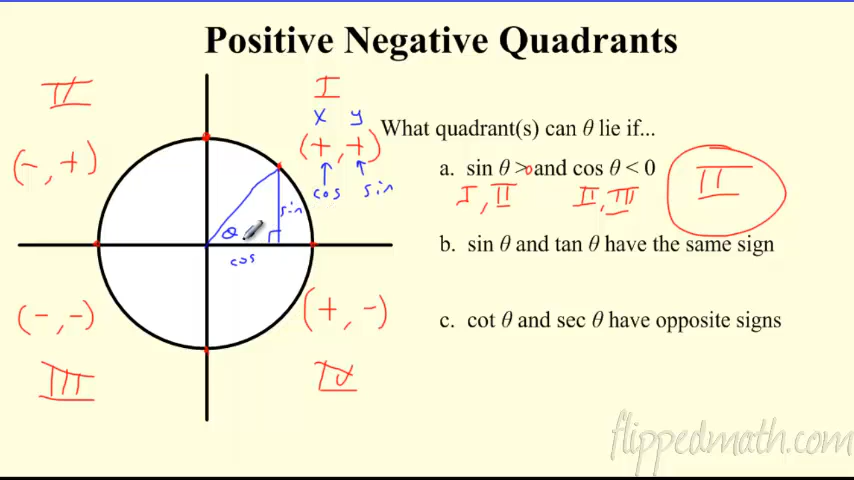 Positive Negative Quadrants
II
I
x y
(+, +)
cos sin
(-, +)
What quadrant(s) can θ lie if...
a. sin θ >0 and cos θ < 0
I, II
II, III
II
θ
sin
cos
b. sin θ and tan θ have the same sign
(-, -)
(+, -)
c. cot θ and sec θ have opposite signs
III
IV
flippedmath.com